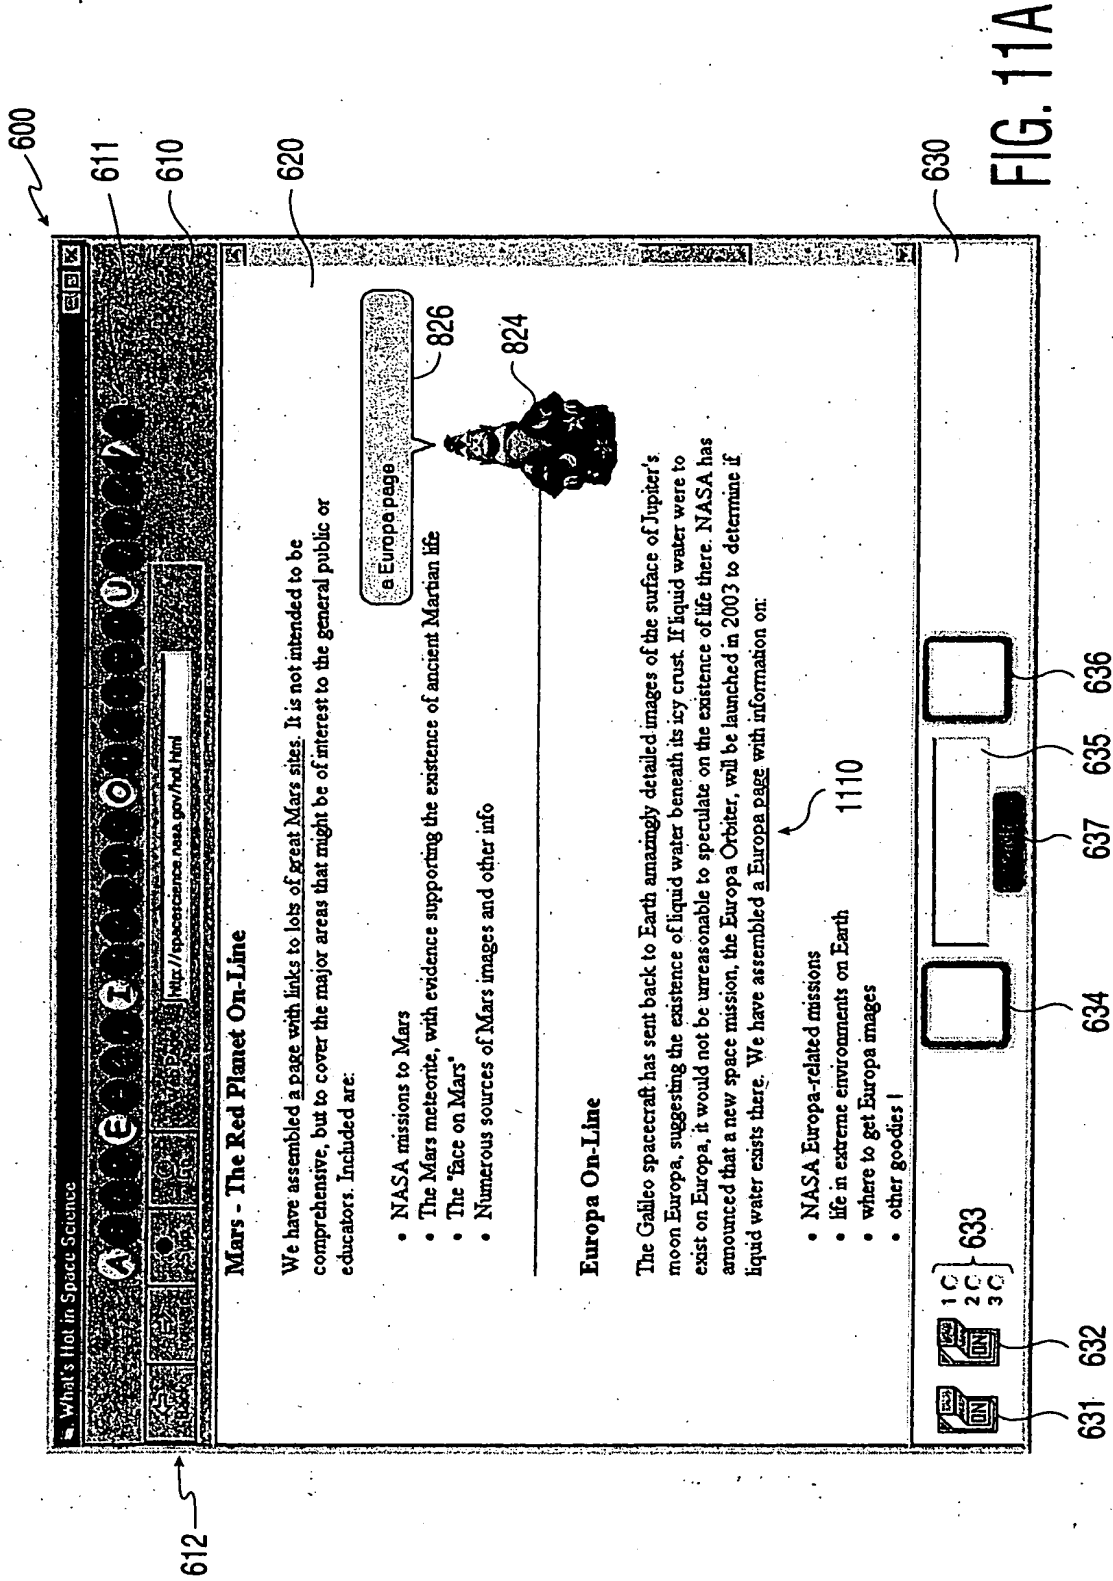 600
611
610
612
What's Hot in Space Science
A E I O U
Back
Stop
Web Page
http://spacescience.nasa.gov/hot.html
620
Mars - The Red Planet On-Line
We have assembled a page with links to lots of great Mars sites. It is not intended to be
comprehensive, but to cover the major areas that might be of interest to the general public or
educators. Included are:
a Europa page
826
• NASA missions to Mars
• The Mars meteorite, with evidence supporting the existence of ancient Martian life
• The "face on Mars"
• Numerous sources of Mars images and other info
824
Europa On-Line
The Galileo spacecraft has sent back to Earth amazingly detailed images of the surface of Jupiter's
moon Europa, suggesting the existence of liquid water beneath its icy crust. If liquid water were to
exist on Europa, it would not be unreasonable to speculate on the existence of life there. NASA has
announced that a new space mission, the Europa Orbiter, will be launched in 2003 to determine if
liquid water exists there. We have assembled a Europa page with information on:
1110
• NASA Europa-related missions
• life in extreme environments on Earth
• where to get Europa images
• other goodies !
630
ON
ON
1
2
3
633
631
632
634
637
635
636
FIG. 11A